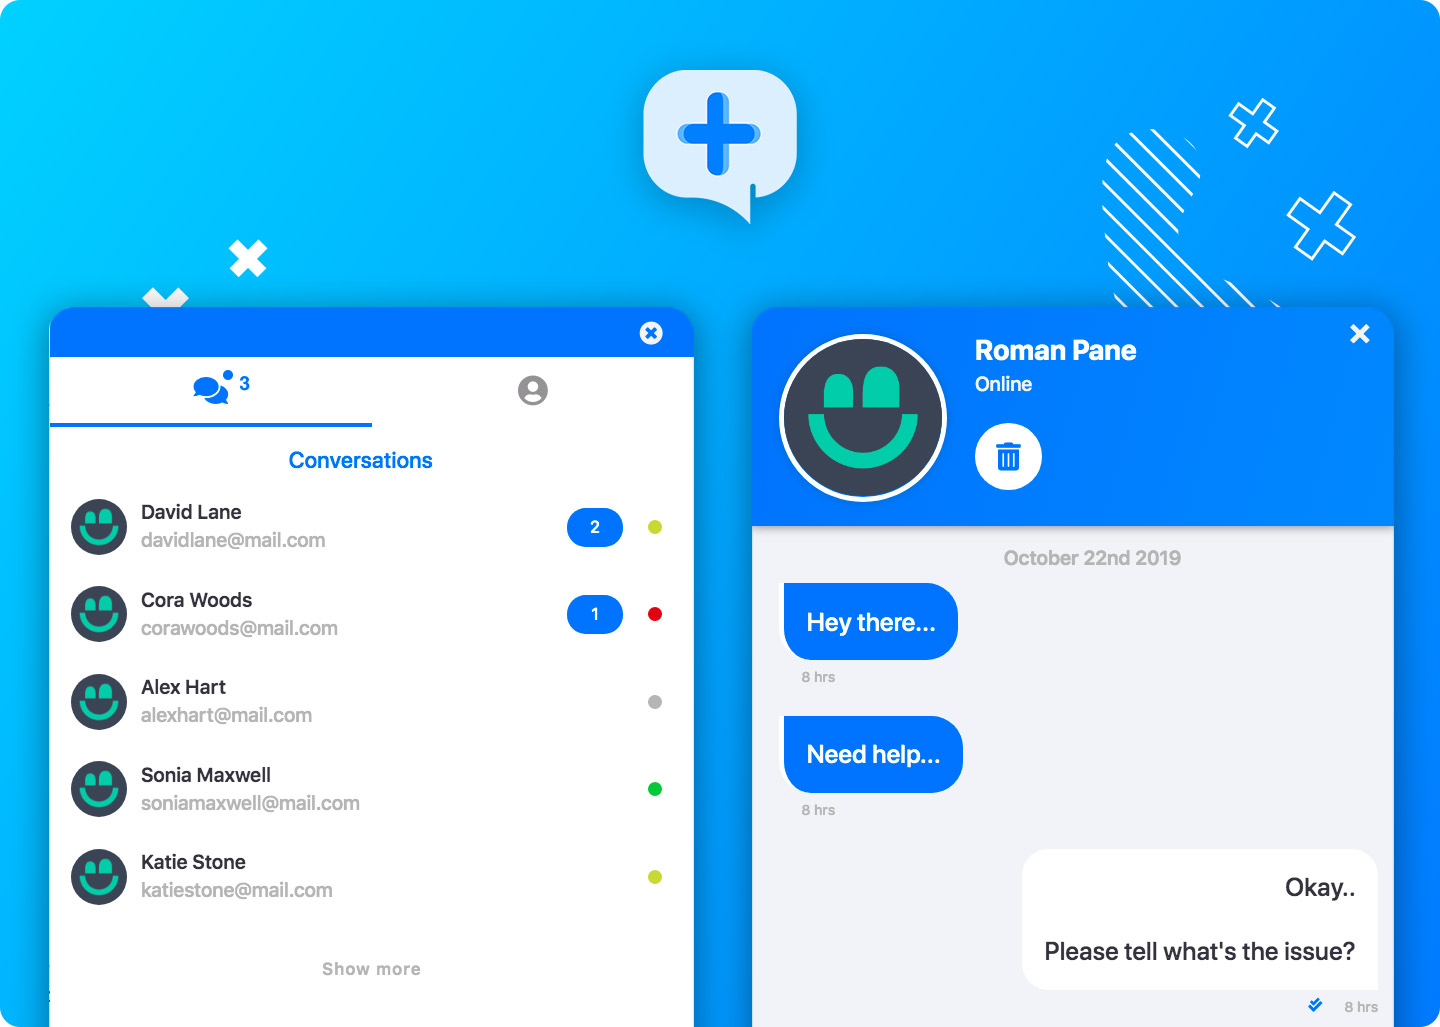 3
Conversations
David Lane
davidlane@mail.com
2
Cora Woods
corawoods@mail.com
1
Alex Hart
alexhart@mail.com
Sonia Maxwell
soniamaxwell@mail.com
Katie Stone
katiestone@mail.com
Show more
Roman Pane
Online
October 22nd 2019
Hey there...
8 hrs
Need help...
8 hrs
Okay..
Please tell what's the issue?
8 hrs